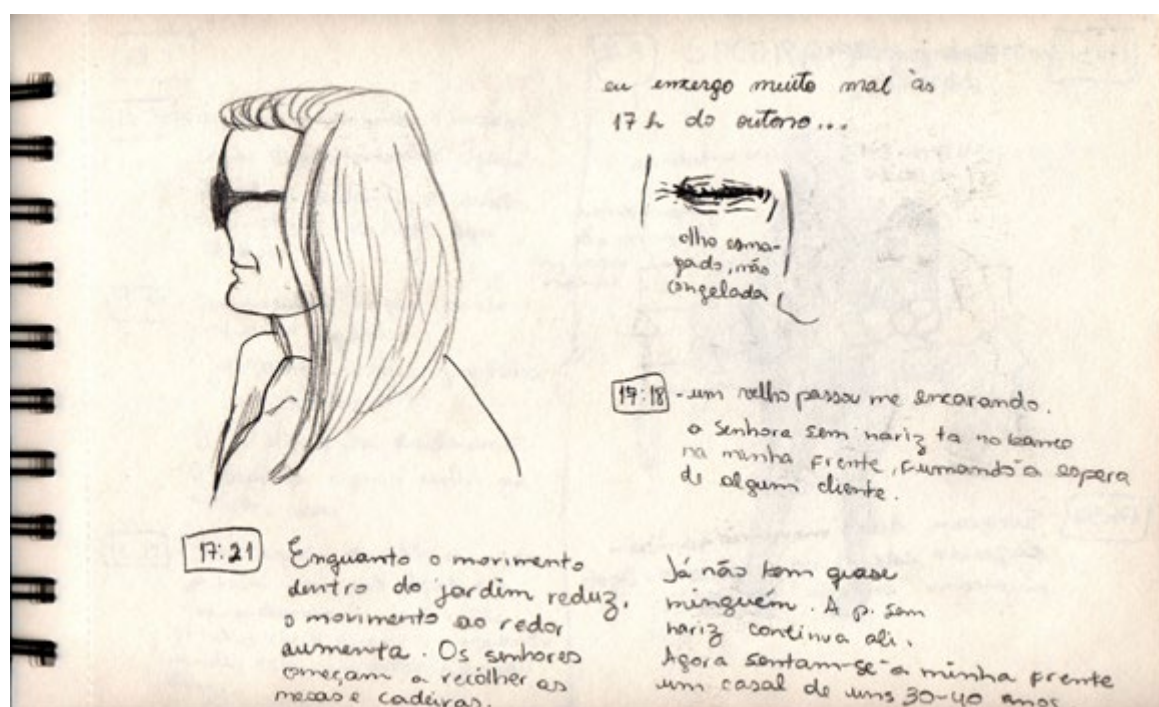 eu enxergo muito mal às
17 h do outono...
olho esma-
gado, não
congelada
17:18 - um velho passou me encarando.
a senhora sem nariz ta no banco
na minha frente, fumando à espera
de algum cliente.
17:21 Enquanto o movimento
dentro do jardim reduz,
o movimento ao redor
aumenta. Os senhores
começam a recolher as
mesas e cadeiras.
Já não tem quase
ninguém. A p. sem
nariz continua ali.
Agora sentam-se à minha frente
um casal de uns 30-40 anos